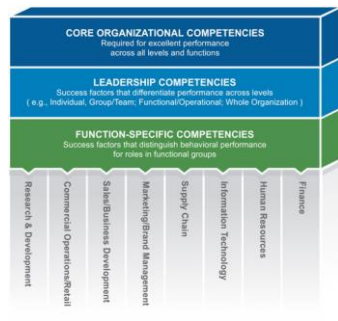 CORE ORGANIZATIONAL COMPETENCIES
Required for excellent performance
across all levels and functions
LEADERSHIP COMPETENCIES
Success factors that differentiate performance across levels
( e.g., Individual, Group/Team; Functional/Operational; Whole Organization )
FUNCTION-SPECIFIC COMPETENCIES
Success factors that distinguish behavioral performance
for roles in functional groups
Research & Development
Commercial Operations/Retail
Sales/Business Development
Marketing/Brand Management
Supply Chain
Information Technology
Human Resources
Finance